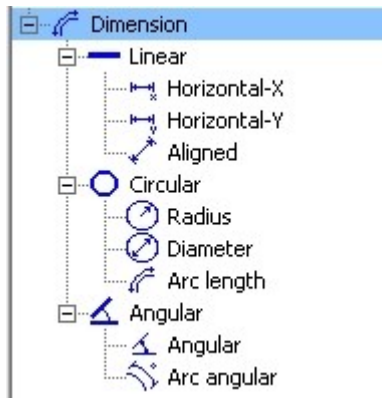 Dimension
Linear
Horizontal-X
Horizontal-Y
Aligned
Circular
Radius
Diameter
Arc length
Angular
Angular
Arc angular